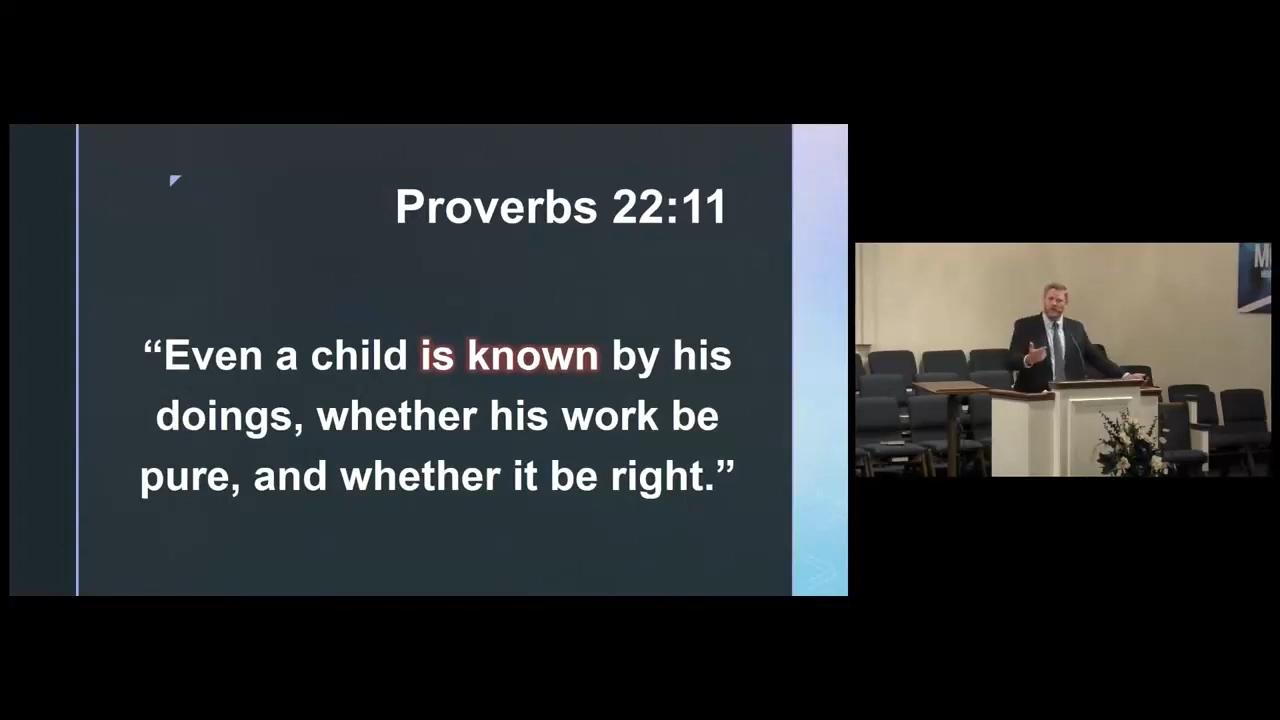 Proverbs 22:11
“Even a child is known by his
doings, whether his work be
pure, and whether it be right.”